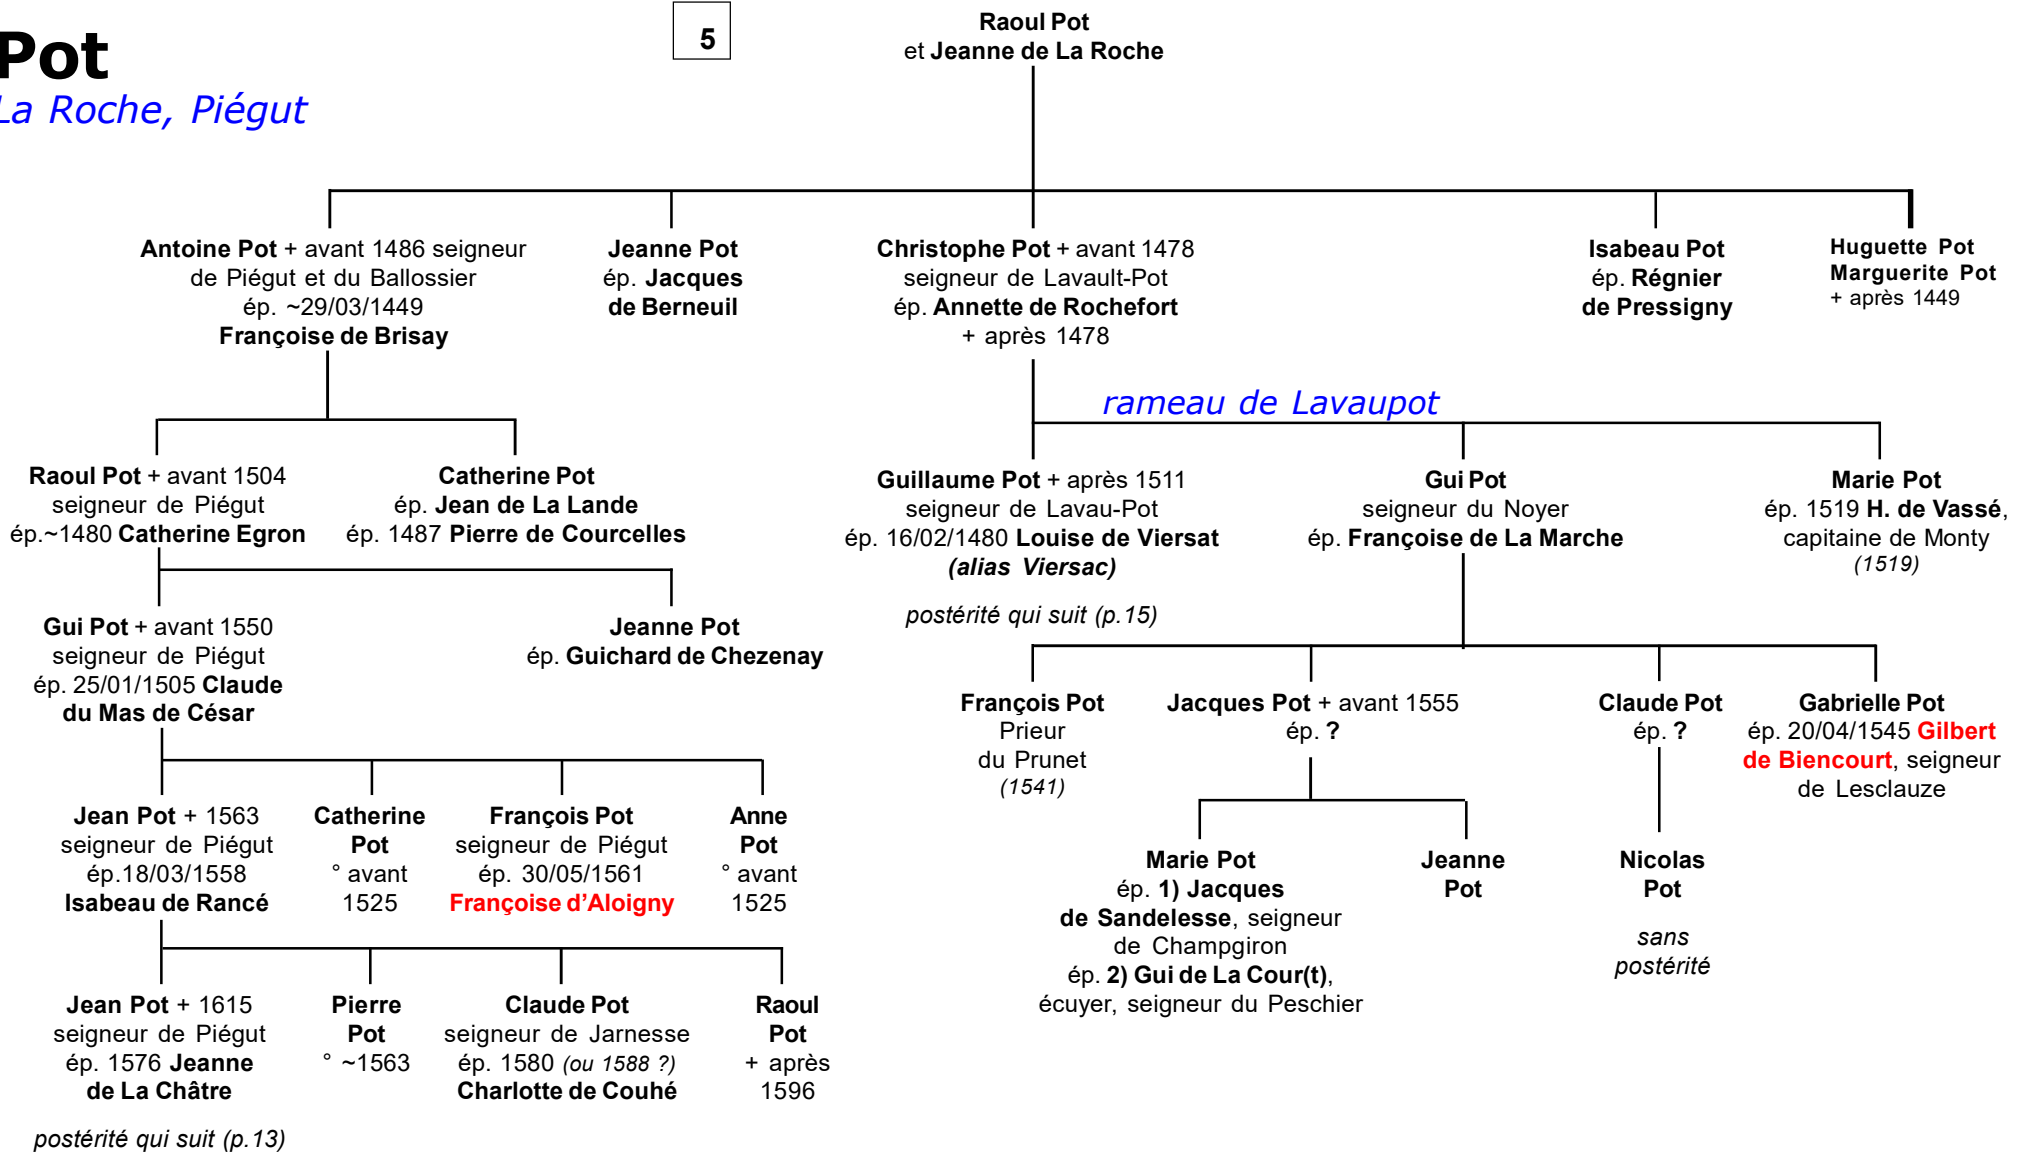 Pot
La Roche, Piégut
5
Raoul Pot
et Jeanne de La Roche
Antoine Pot + avant 1486 seigneur
de Piégut et du Ballossier
ép. ~29/03/1449
Françoise de Brisay
Jeanne Pot
ép. Jacques
de Berneuil
Christophe Pot + avant 1478
seigneur de Lavault-Pot
ép. Annette de Rochefort
+ après 1478
Isabeau Pot
ép. Régnier
de Pressigny
Huguette Pot
Marguerite Pot
+ après 1449
rameau de Lavaupot
Raoul Pot + avant 1504
seigneur de Piégut
ép.~1480 Catherine Egron
Catherine Pot
ép. Jean de La Lande
ép. 1487 Pierre de Courcelles
Guillaume Pot + après 1511
seigneur de Lavau-Pot
ép. 16/02/1480 Louise de Viersat
(alias Viersac)
postérité qui suit (p.15)
Gui Pot
seigneur du Noyer
ép. Françoise de La Marche
Marie Pot
ép. 1519 H. de Vassé,
capitaine de Monty
(1519)
Gui Pot + avant 1550
seigneur de Piégut
ép. 25/01/1505 Claude
du Mas de César
Jeanne Pot
ép. Guichard de Chezenay
François Pot
Prieur
du Prunet
(1541)
Jacques Pot + avant 1555
ép. ?
Claude Pot
ép. ?
Gabrielle Pot
ép. 20/04/1545 Gilbert
de Biencourt, seigneur
de Lesclauze
Jean Pot + 1563
seigneur de Piégut
ép.18/03/1558
Isabeau de Rancé
Catherine
Pot
° avant
1525
François Pot
seigneur de Piégut
ép. 30/05/1561
Françoise d'Aloigny
Anne
Pot
° avant
1525
Marie Pot
ép. 1) Jacques
de Sandelesse, seigneur
de Champgiron
ép. 2) Gui de La Cour(t),
écuyer, seigneur du Peschier
Jeanne
Pot
Nicolas
Pot
sans
postérité
Jean Pot + 1615
seigneur de Piégut
ép. 1576 Jeanne
de La Châtre
postérité qui suit (p.13)
Pierre
Pot
° ~1563
Claude Pot
seigneur de Jarnesse
ép. 1580 (ou 1588 ?)
Charlotte de Couhé
Raoul
Pot
+ après
1596